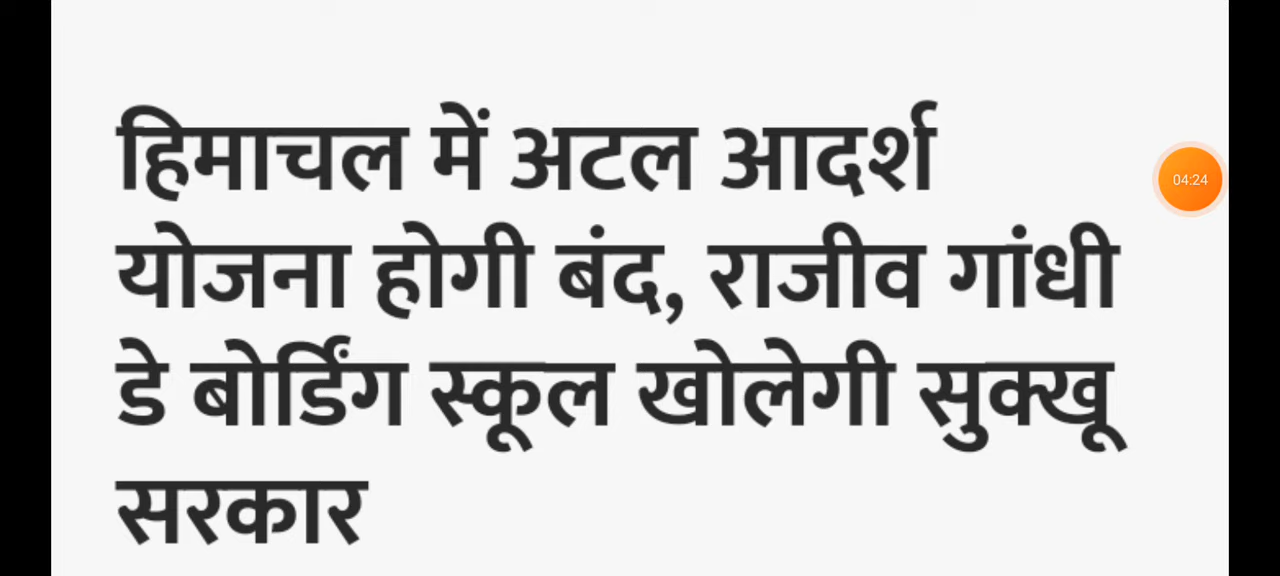 हिमाचल में अटल आदर्श
योजना होगी बंद, राजीव गांधी
डे बोर्डिंग स्कूल खोलेगी सुक्खू
सरकार
04:24